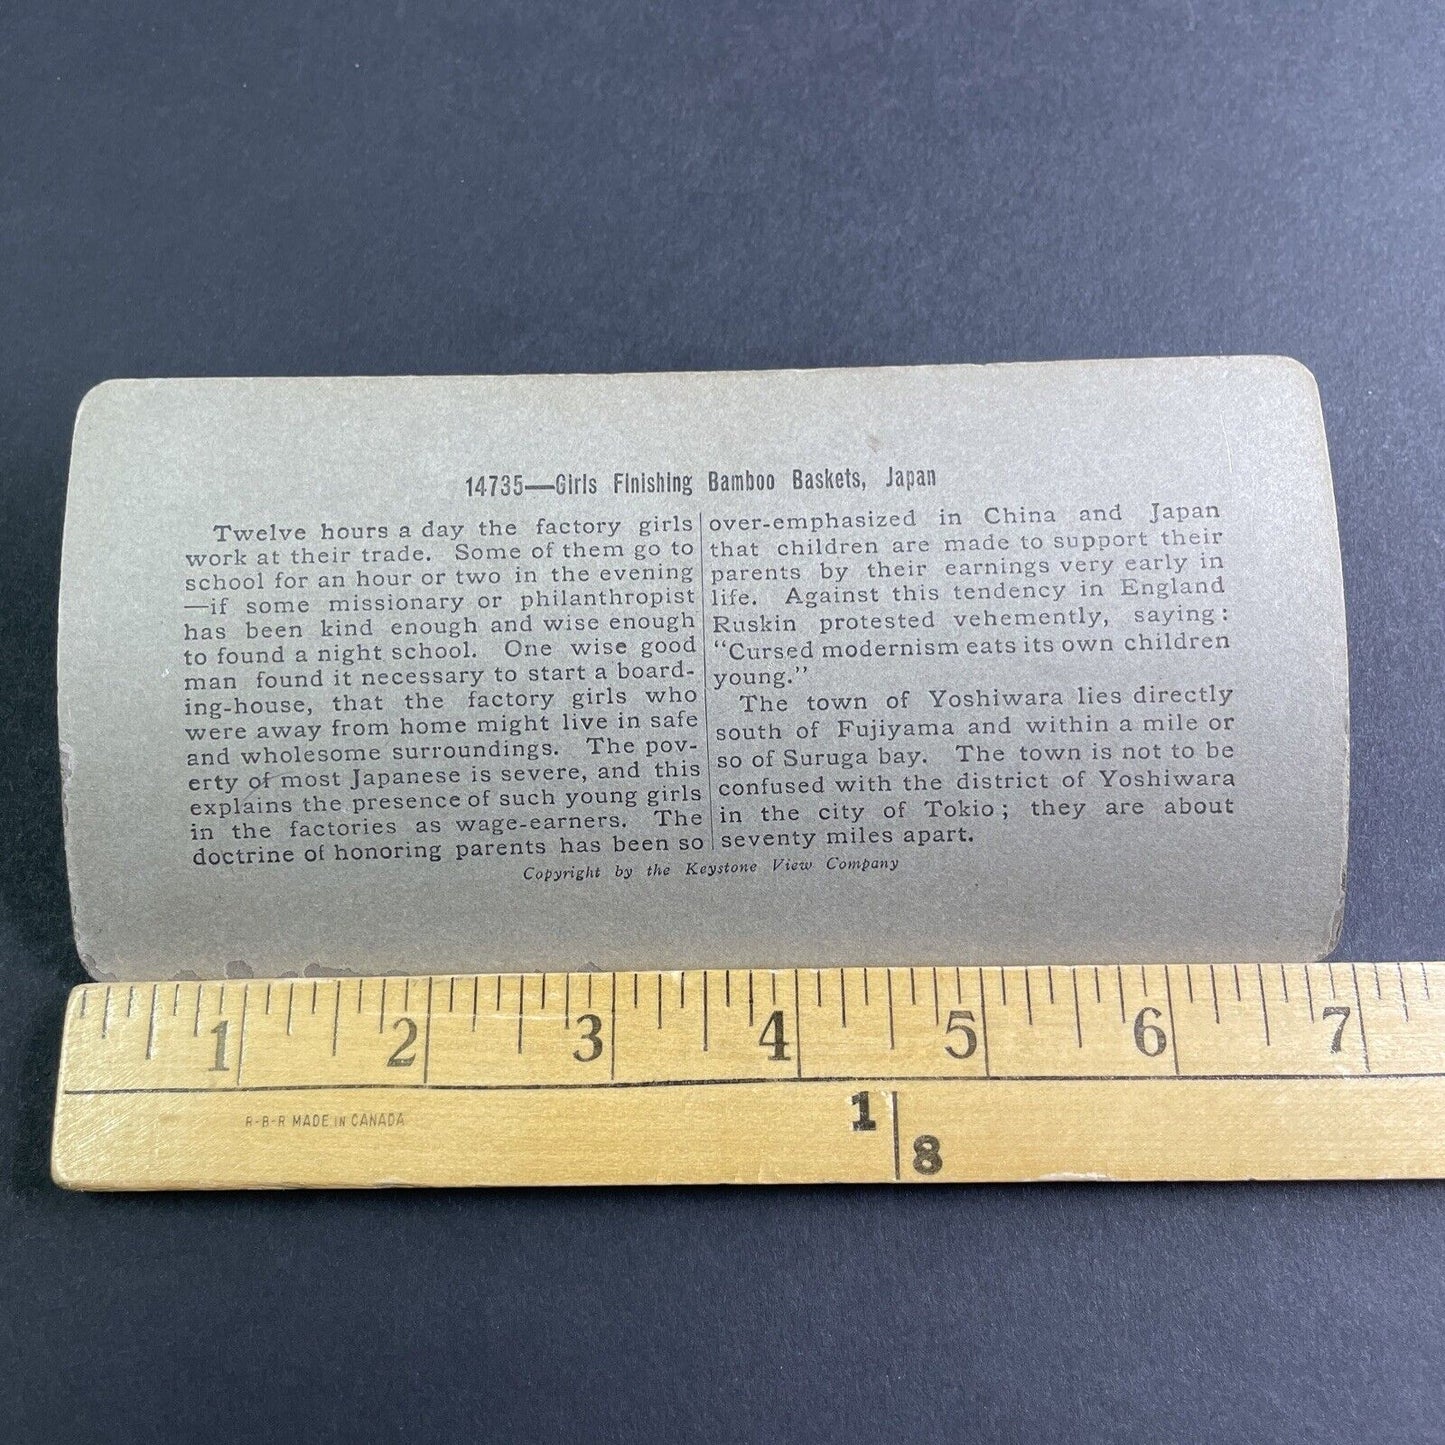 14735—Girls Finishing Bamboo Baskets, Japan
Twelve hours a day the factory girls
work at their trade. Some of them go to
school for an hour or two in the evening
—if some missionary or philanthropist
has been kind enough and wise enough
to found a night school. One wise good
man found it necessary to start a board-
ing-house, that the factory girls who
were away from home might live in safe
and wholesome surroundings. The pov-
erty of most Japanese is severe, and this
explains the presence of such young girls
in the factories as wage-earners. The
doctrine of honoring parents has been so
over-emphasized in China and Japan
that children are made to support their
parents by their earnings very early in
life. Against this tendency in England
Ruskin protested vehemently, saying:
"Cursed modernism eats its own children
young."
The town of Yoshiwara lies directly
south of Fujiyama and within a mile or
so of Suruga bay. The town is not to be
confused with the district of Yoshiwara
in the city of Tokio; they are about
seventy miles apart.
Copyright by the Keystone View Company
1 2 3 4 5 6 7
R-B-R MADE IN CANADA
1
8